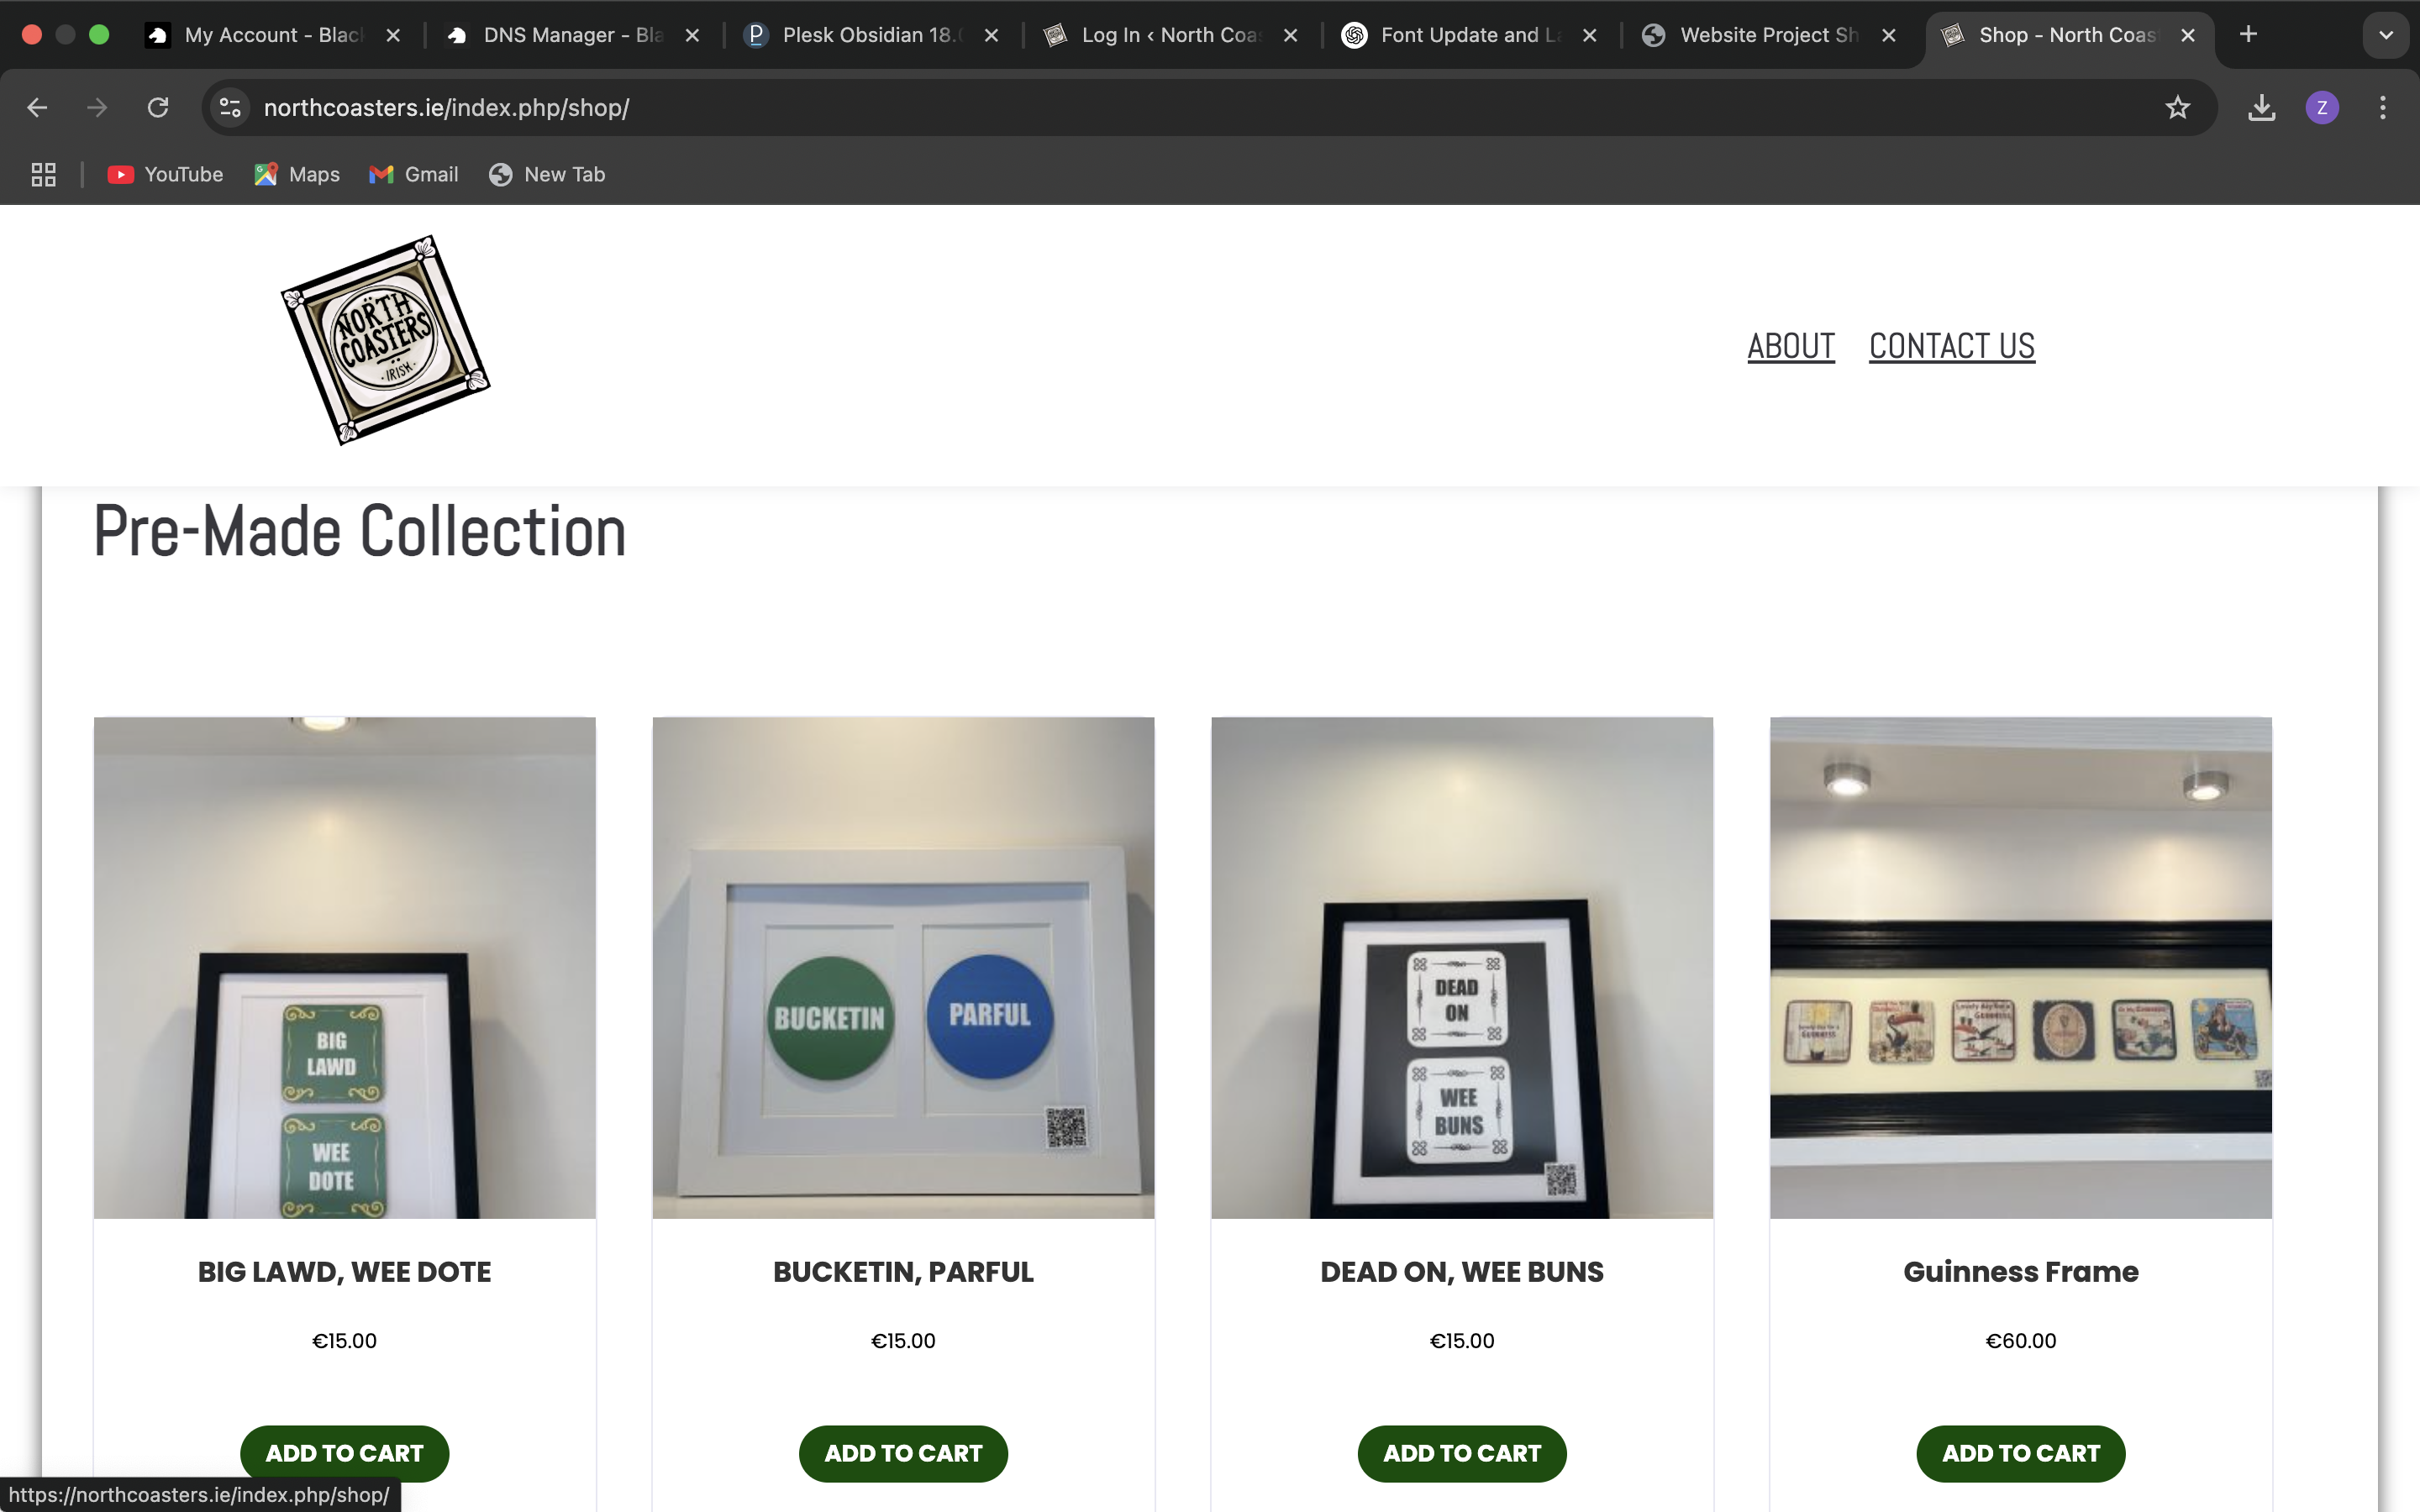 My Account - Blac
DNS Manager - Bla
Plesk Obsidian 18.0
Log In ‹ North Coa
Font Update and La
Website Project Sh
Shop - North Coas
northcoasters.ie/index.php/shop/
Z
YouTube
Maps
Gmail
New Tab
NORTH
COASTERS
·IRISH·
ABOUT
CONTACT US
Pre-Made Collection
BIG
LAWD
WEE
DOTE
BUCKETIN
PARFUL
DEAD
ON
WEE
BUNS
GUINNESS
BIG LAWD, WEE DOTE
BUCKETIN, PARFUL
DEAD ON, WEE BUNS
Guinness Frame
€15.00
€15.00
€15.00
€60.00
ADD TO CART
ADD TO CART
ADD TO CART
ADD TO CART
https://northcoasters.ie/index.php/shop/